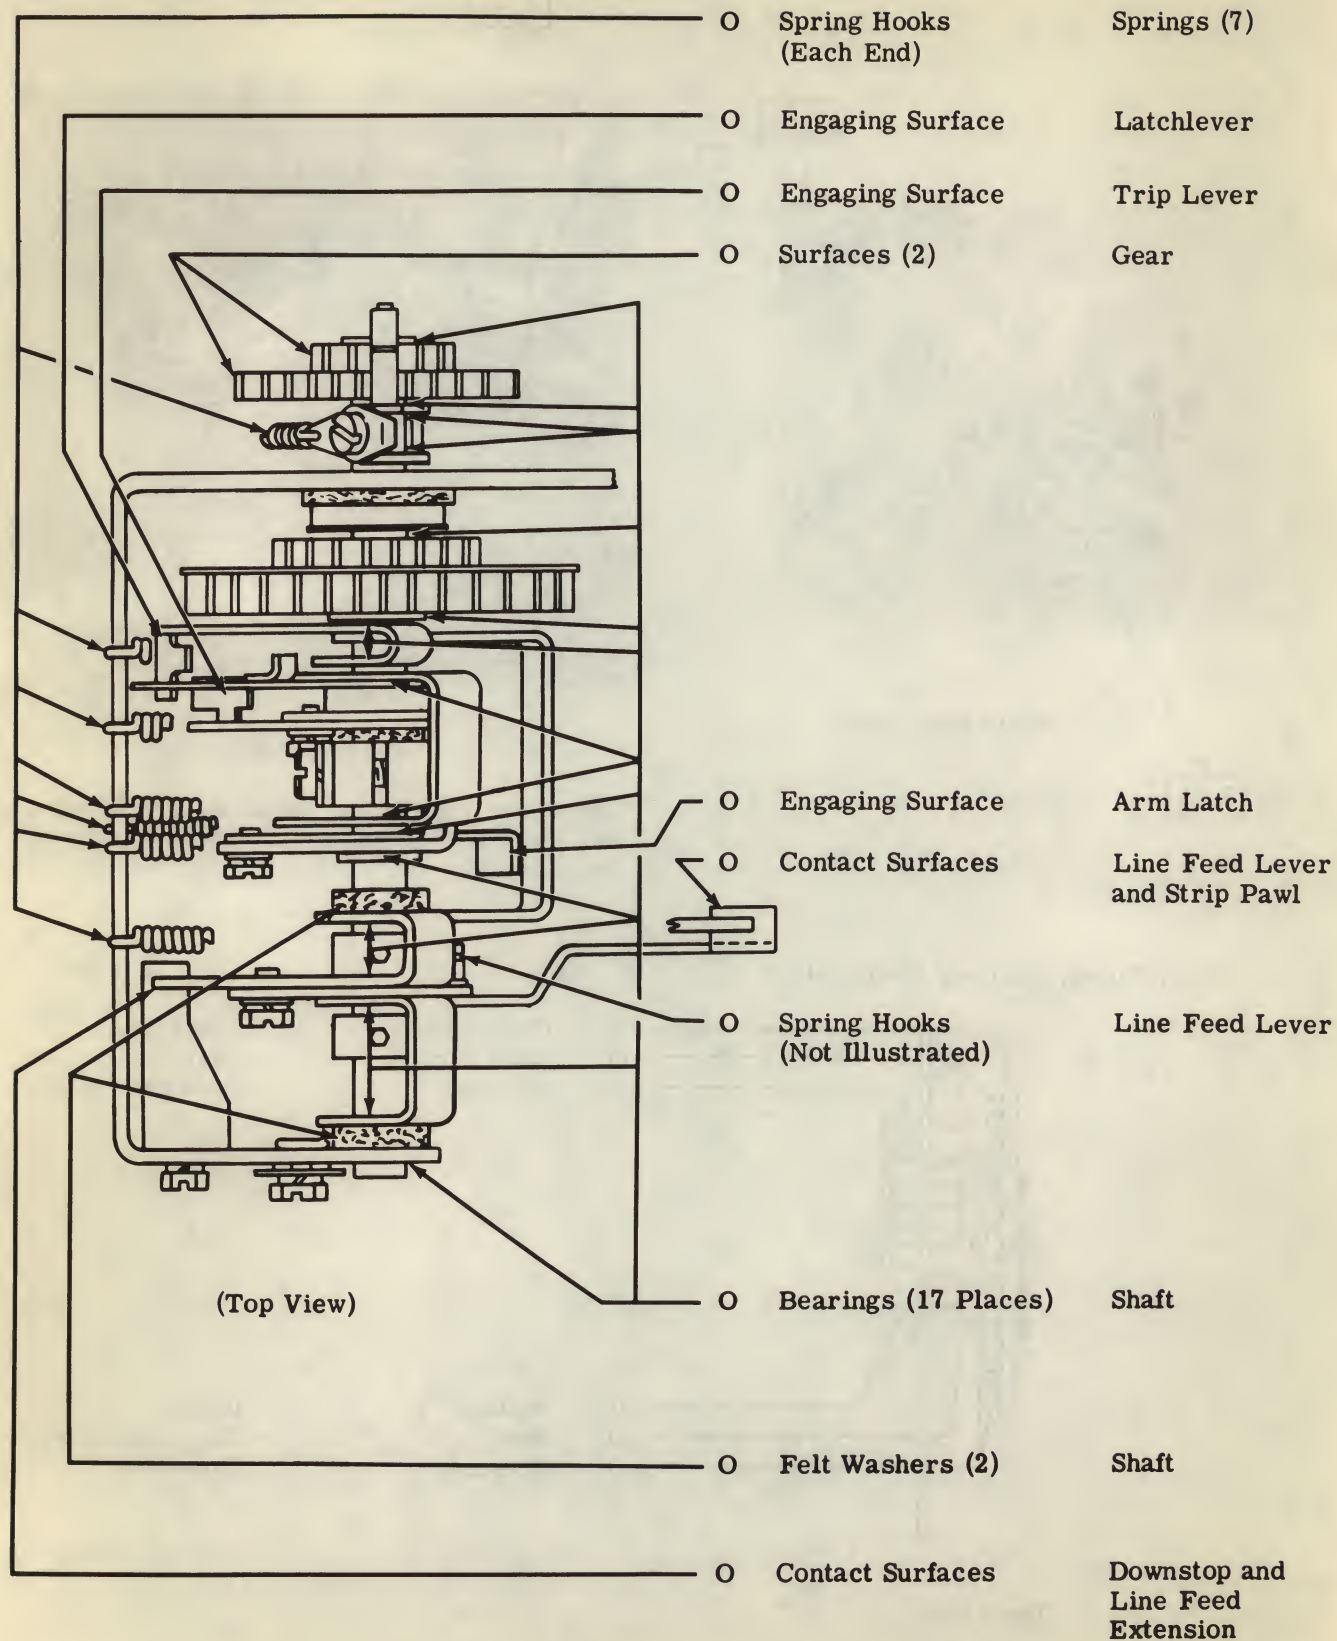 O Spring Hooks Springs (7)
(Each End)
O Engaging Surface Latchlever
O Engaging Surface Trip Lever
O Surfaces (2) Gear
O Engaging Surface Arm Latch
O Contact Surfaces Line Feed Lever
and Strip Pawl
O Spring Hooks Line Feed Lever
(Not Illustrated)
(Top View)
O Bearings (17 Places) Shaft
O Felt Washers (2) Shaft
O Contact Surfaces Downstop and
Line Feed
Extension